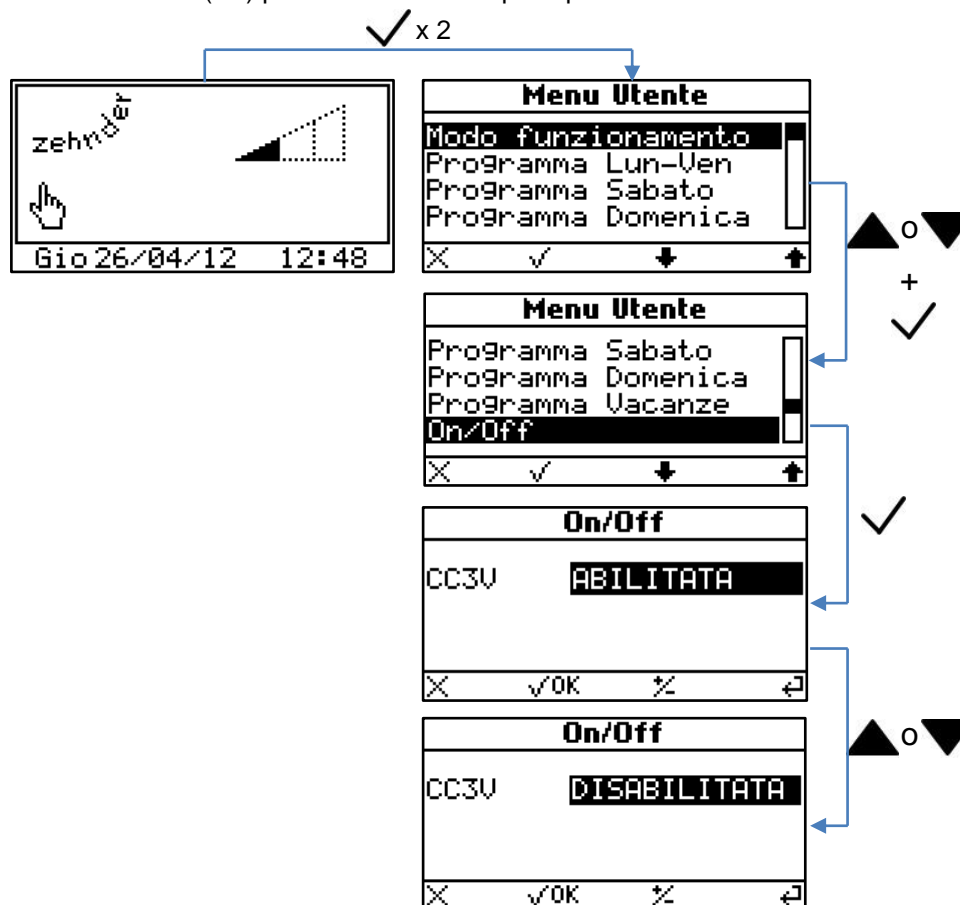 x 2
zehnder
Gio 26/04/12 12:48
Menu Utente
Modo funzionamento
Programma Lun-Ven
Programma Sabato
Programma Domenica
o
+
Menu Utente
Programma Sabato
Programma Domenica
Programma Vacanze
On/Off
On/Off
CC3V ABILITATA
OK
On/Off
CC3V DISABILITATA
o
OK